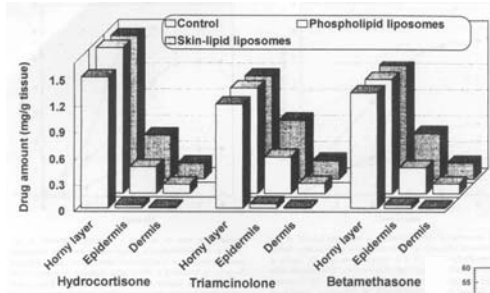 Control
Phospholipid liposomes
Skin-lipid liposomes
Drug amount (mg/g tissue)
1.5
1.2
0.9
0.6
0.3
0
Horny layer
Epidermis
Dermis
Horny layer
Epidermis
Dermis
Horny layer
Epidermis
Dermis
Hydrocortisone
Triamcinolone
Betamethasone
60
55